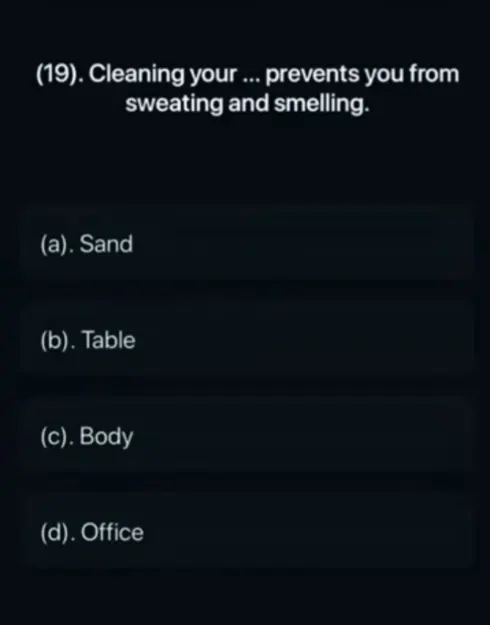 (19). Cleaning your ... prevents you from
sweating and smelling.
(a). Sand
(b). Table
(c). Body
(d). Office